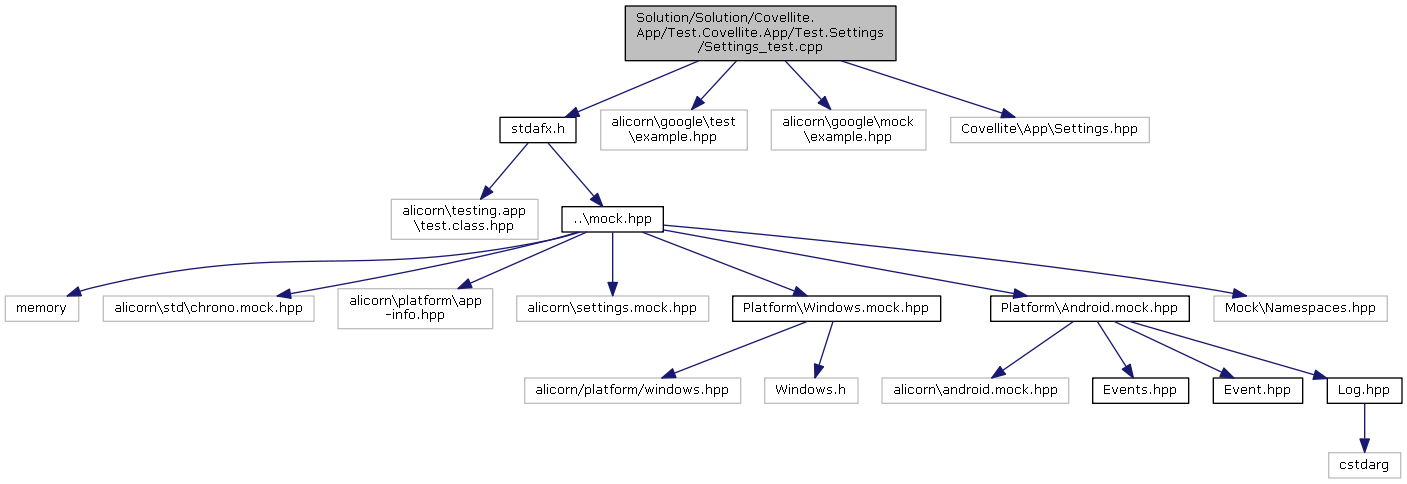 Solution/Solution/Covellite.
App/Test.Covellite.App/Test.Settings
/Settings_test.cpp
stdafx.h
alicorn\google\test
\example.hpp
alicorn\google\mock
\example.hpp
Covellite\App\Settings.hpp
alicorn\testing.app
\test.class.hpp
..\mock.hpp
memory
alicorn\std\chrono.mock.hpp
alicorn\platform\app
-info.hpp
alicorn\settings.mock.hpp
Platform\Windows.mock.hpp
Platform\Android.mock.hpp
Mock\Namespaces.hpp
alicorn/platform/windows.hpp
Windows.h
alicorn\android.mock.hpp
Events.hpp
Event.hpp
Log.hpp
cstdarg